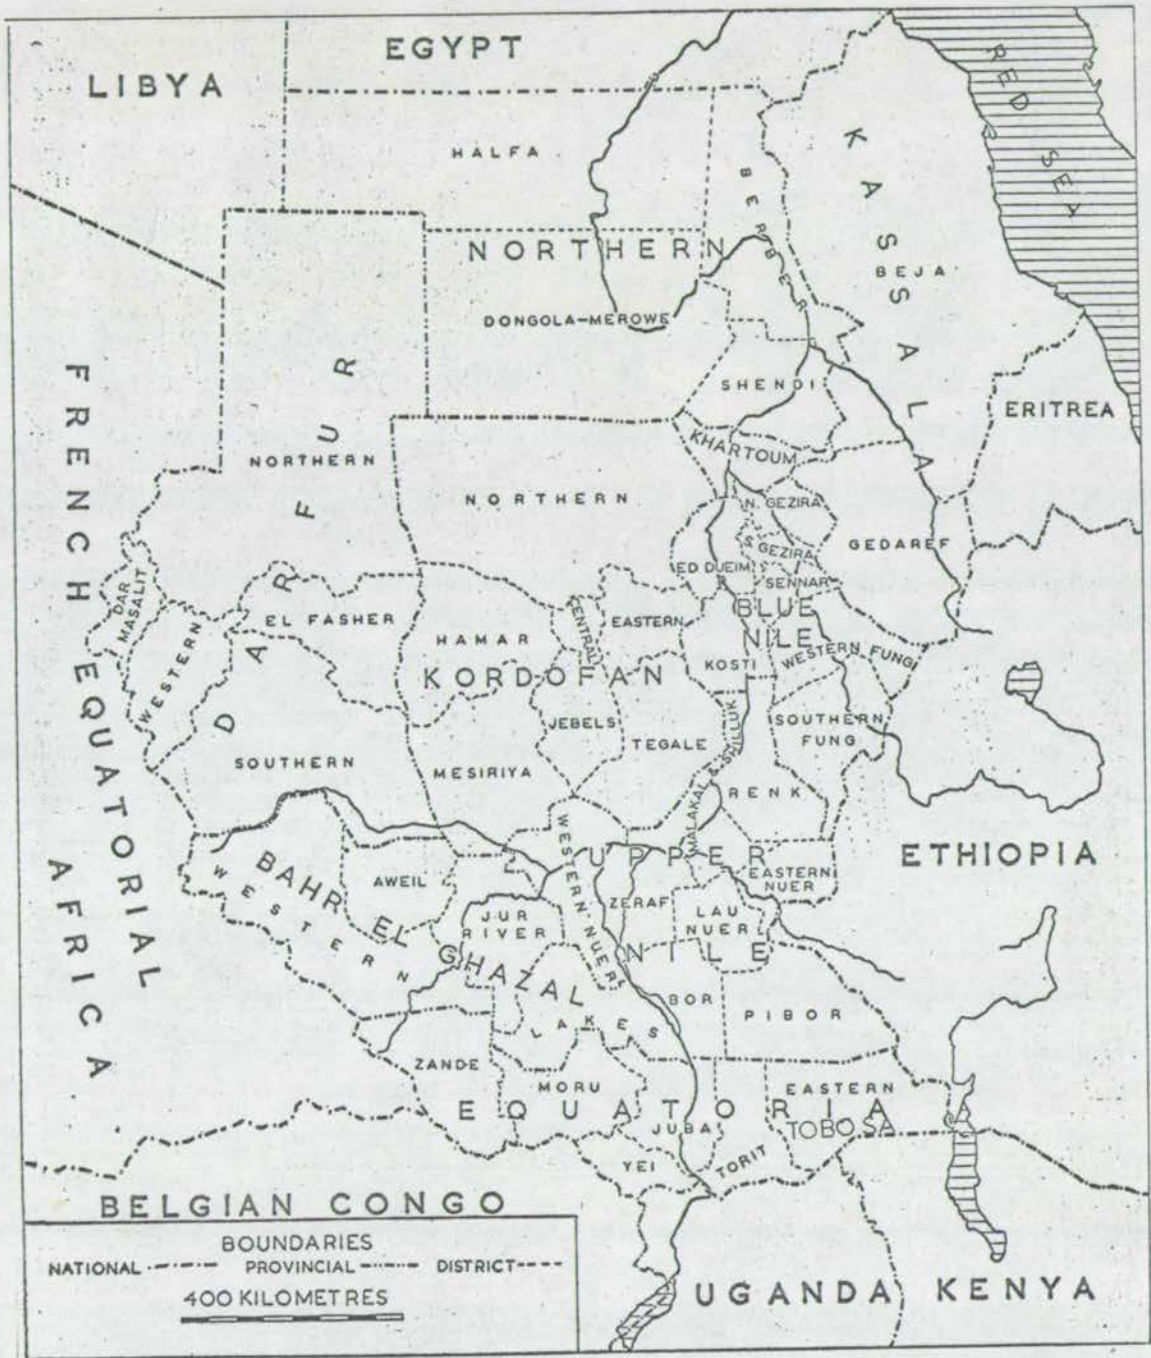 EGYPT
LIBYA
RED SEA
HALFA
KASSALA
BERBER
NORTHERN
BEJA
DONGOLA-MEROWE
SHENDI
ERITREA
FRENCH EQUATORIAL AFRICA
DARFUR
NORTHERN
KHARTOUM
NORTHERN
N. GEZIRA
GEDAREF
S. GEZIRA
ED DUEIM
SENNAR
DAR MASALIT
EL FASHER
HAMAR
CENTRAL
EASTERN
BLUE NILE
WESTERN
KORDOFAN
KOSTI
WESTERN FUNG
JEBELS
TEGALE
SOUTHERN FUNG
SOUTHERN
MESIRIYA
MALAKAL & SHILLUK
RENK
WESTERN NUER
UPPER NILE
ETHIOPIA
BAHR EL GHAZAL
WESTERN
AWEIL
EASTERN NUER
ZERAF
JUR RIVER
LAU NUER
BOR
PIBOR
LAKES
ZANDE
MORU
EASTERN
EQUATORIA
JUBA
TOBOSA
YEI
TORIT
BELGIAN CONGO
BOUNDARIES
NATIONAL PROVINCIAL DISTRICT
400 KILOMETRES
UGANDA
KENYA